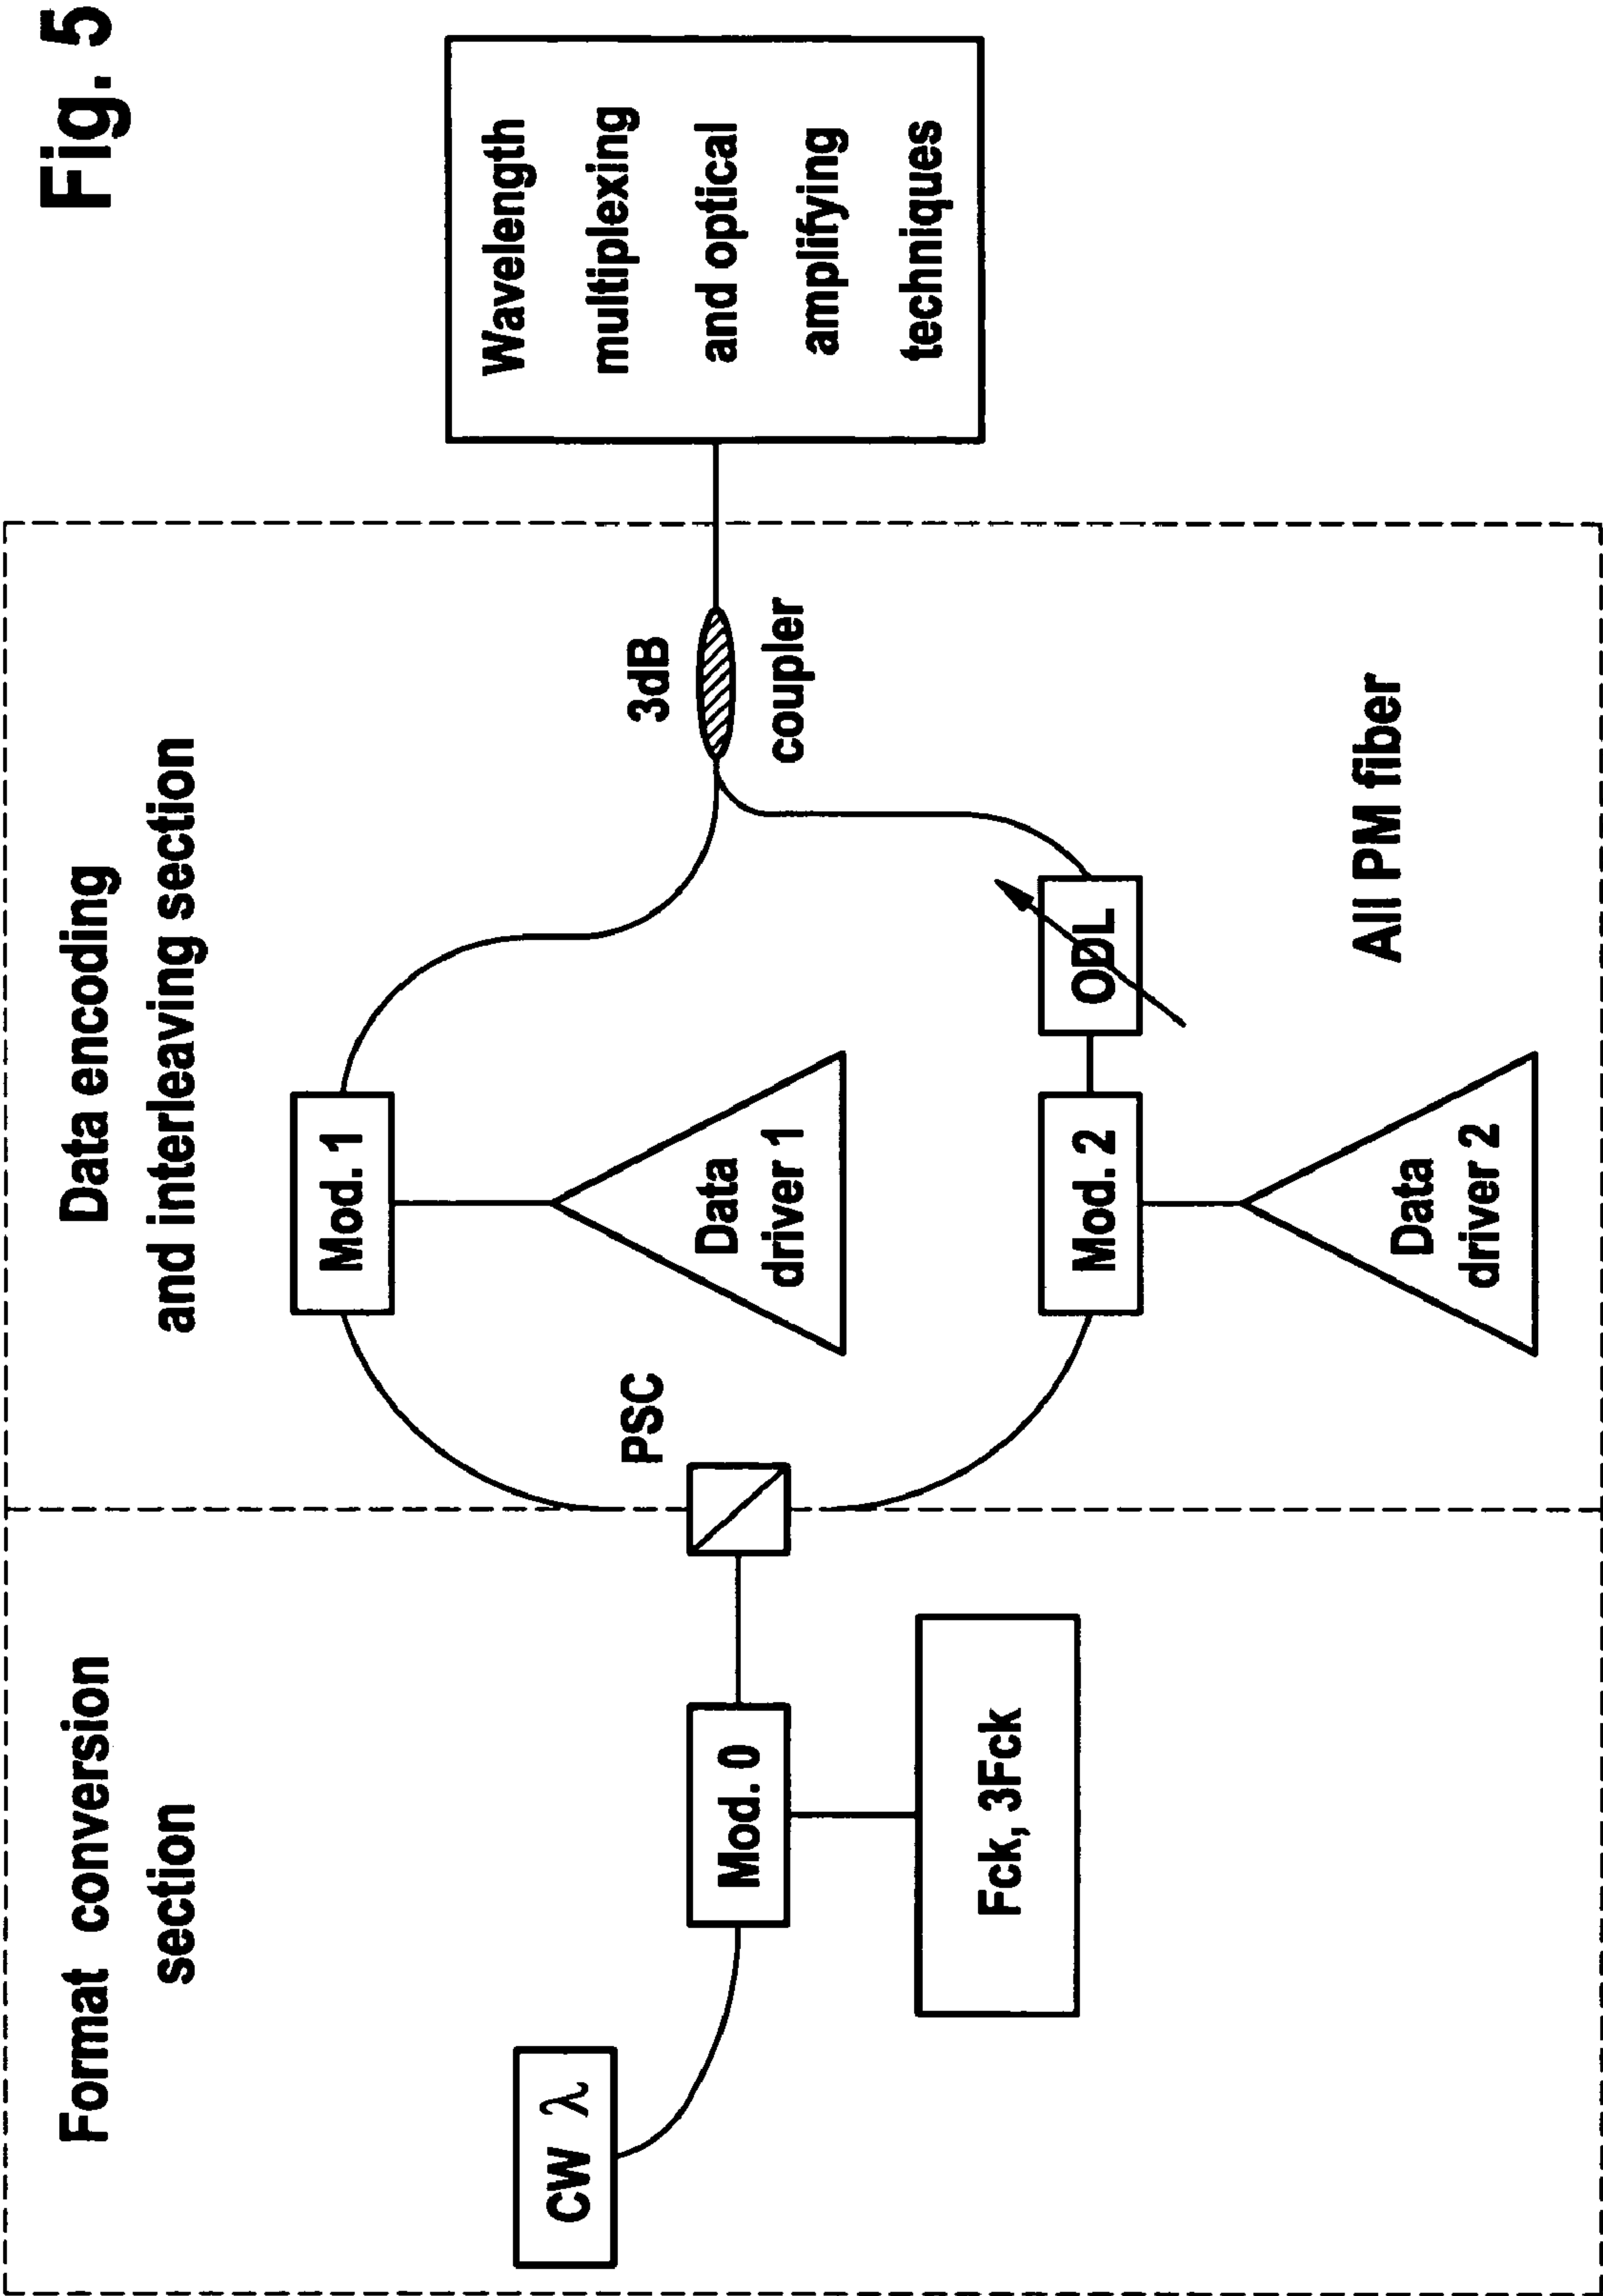 Fig. 5
Format conversion
section
Data encoding
and interleaving section
CW λ
Mod. 0
Fck, 3Fck
PSC
Mod. 1
Data
driver 1
Mod. 2
Data
driver 2
ODL
3dB
coupler
All PM fiber
Wavelength
multiplexing
and optical
amplifying
techniques